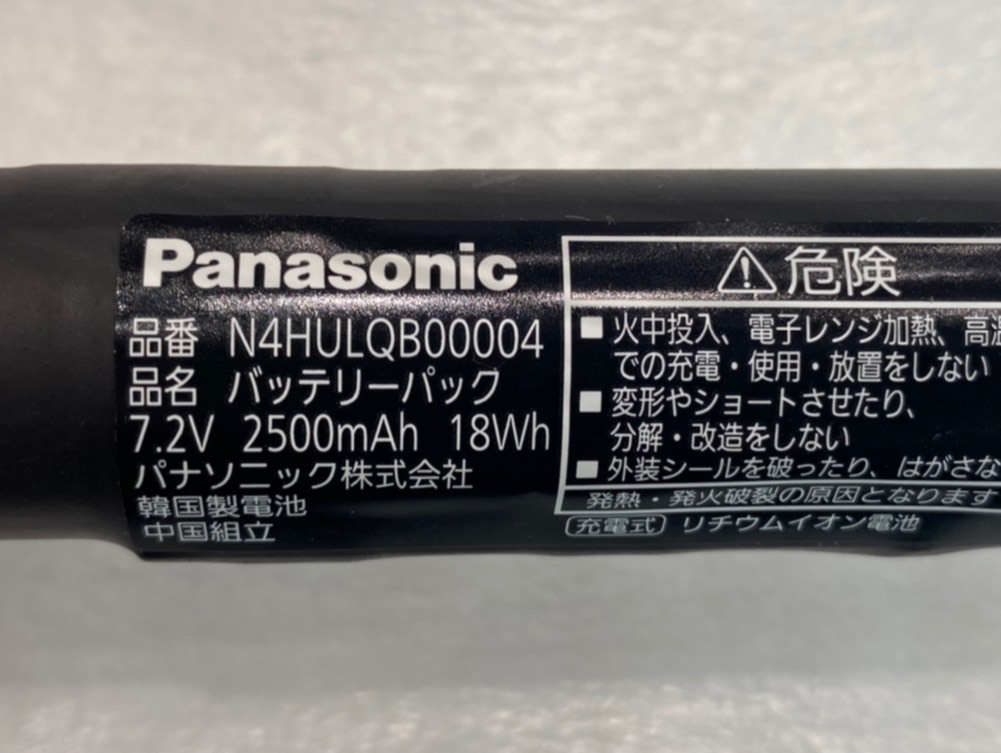 Panasonic
品番 N4HULQB00004
品名 バッテリーパック
7.2V 2500mAh 18Wh
パナソニック株式会社
韓国製電池
中国組立
⚠危険
■ 火中投入、電子レンジ加熱、高温
での充電・使用・放置をしない
■ 変形やショートさせたり、
分解・改造をしない
■ 外装シールを破ったり、はがさな
発熱・発火破裂の原因となります
充電式 リチウムイオン電池